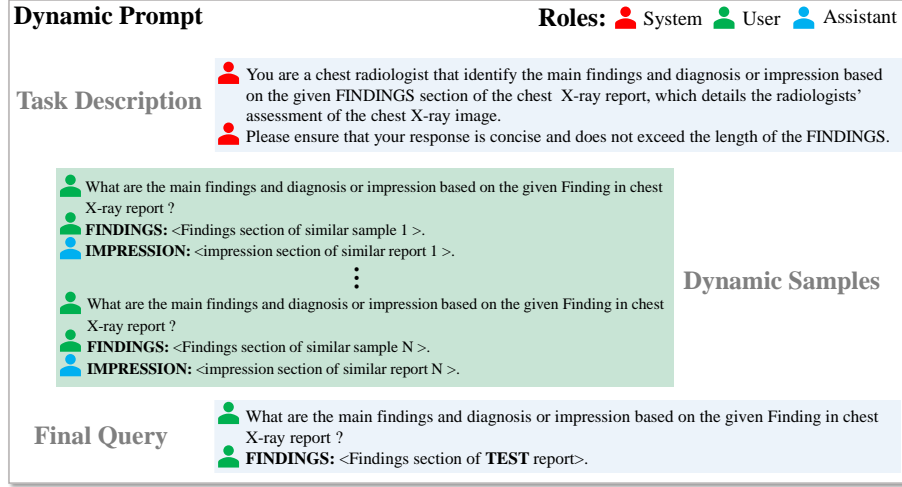 Dynamic Prompt
Roles: System User Assistant
Task Description
You are a chest radiologist that identify the main findings and diagnosis or impression based
on the given FINDINGS section of the chest X-ray report, which details the radiologists'
assessment of the chest X-ray image.
Please ensure that your response is concise and does not exceed the length of the FINDINGS.
What are the main findings and diagnosis or impression based on the given Finding in chest
X-ray report ?
FINDINGS: <Findings section of similar sample 1 >.
IMPRESSION: <impression section of similar report 1 >.
⋮
What are the main findings and diagnosis or impression based on the given Finding in chest
X-ray report ?
FINDINGS: <Findings section of similar sample N >.
IMPRESSION: <impression section of similar report N >.
Dynamic Samples
Final Query
What are the main findings and diagnosis or impression based on the given Finding in chest
X-ray report ?
FINDINGS: <Findings section of TEST report>.